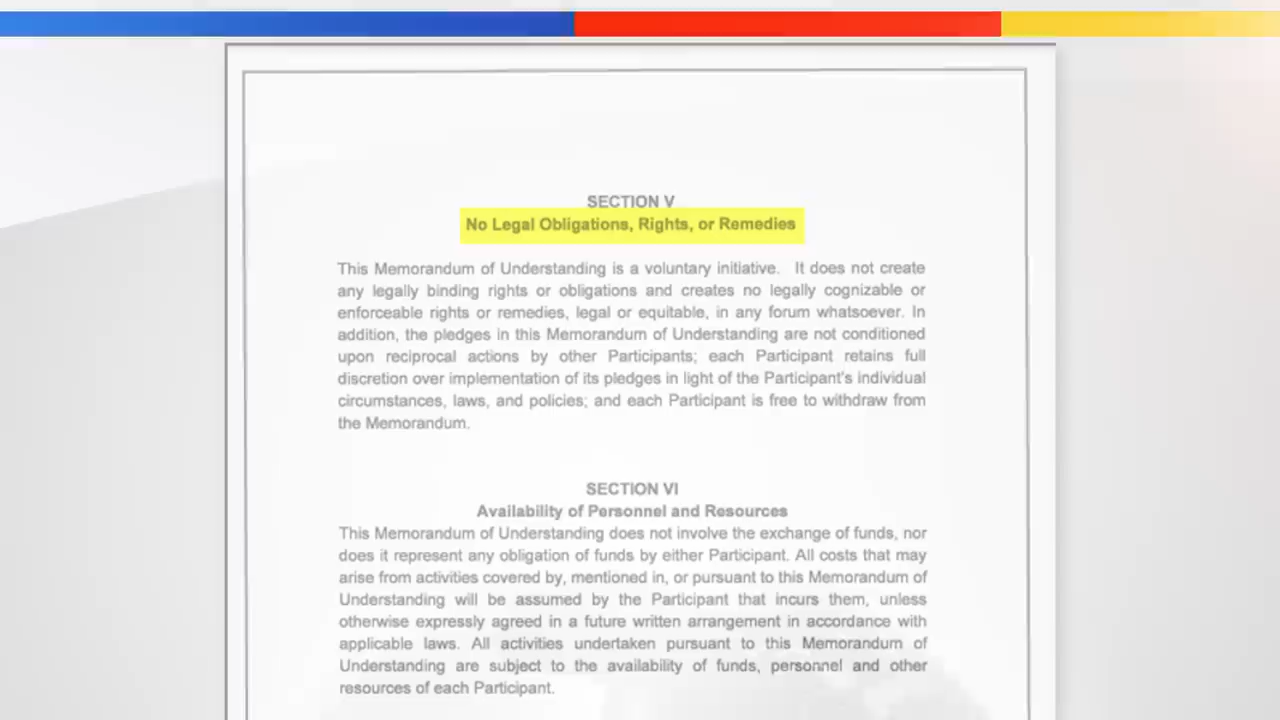 SECTION V
No Legal Obligations, Rights, or Remedies
This Memorandum of Understanding is a voluntary initiative. It does not create
any legally binding rights or obligations and creates no legally cognizable or
enforceable rights or remedies, legal or equitable, in any forum whatsoever. In
addition, the pledges in this Memorandum of Understanding are not conditioned
upon reciprocal actions by other Participants; each Participant retains full
discretion over implementation of its pledges in light of the Participant's individual
circumstances, laws, and policies; and each Participant is free to withdraw from
the Memorandum.
SECTION VI
Availability of Personnel and Resources
This Memorandum of Understanding does not involve the exchange of funds, nor
does it represent any obligation of funds by either Participant. All costs that may
arise from activities covered by, mentioned in, or pursuant to this Memorandum of
Understanding will be assumed by the Participant that incurs them, unless
otherwise expressly agreed in a future written arrangement in accordance with
applicable laws. All activities undertaken pursuant to this Memorandum of
Understanding are subject to the availability of funds, personnel and other
resources of each Participant.